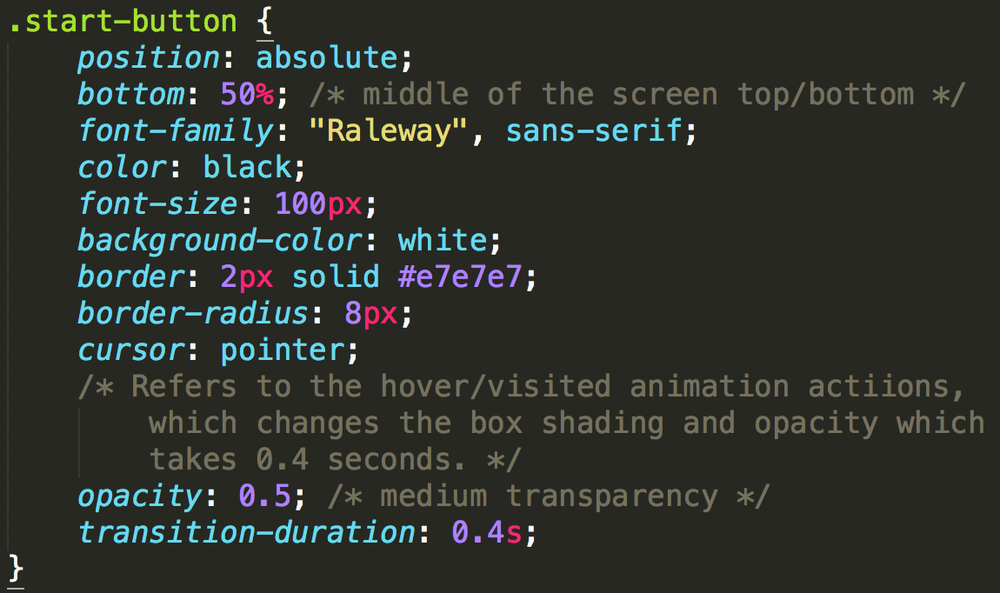 .start-button {
    position: absolute;
    bottom: 50%; /* middle of the screen top/bottom */
    font-family: "Raleway", sans-serif;
    color: black;
    font-size: 100px;
    background-color: white;
    border: 2px solid #e7e7e7;
    border-radius: 8px;
    cursor: pointer;
    /* Refers to the hover/visited animation actiions,
        which changes the box shading and opacity which
        takes 0.4 seconds. */
    opacity: 0.5; /* medium transparency */
    transition-duration: 0.4s;
}